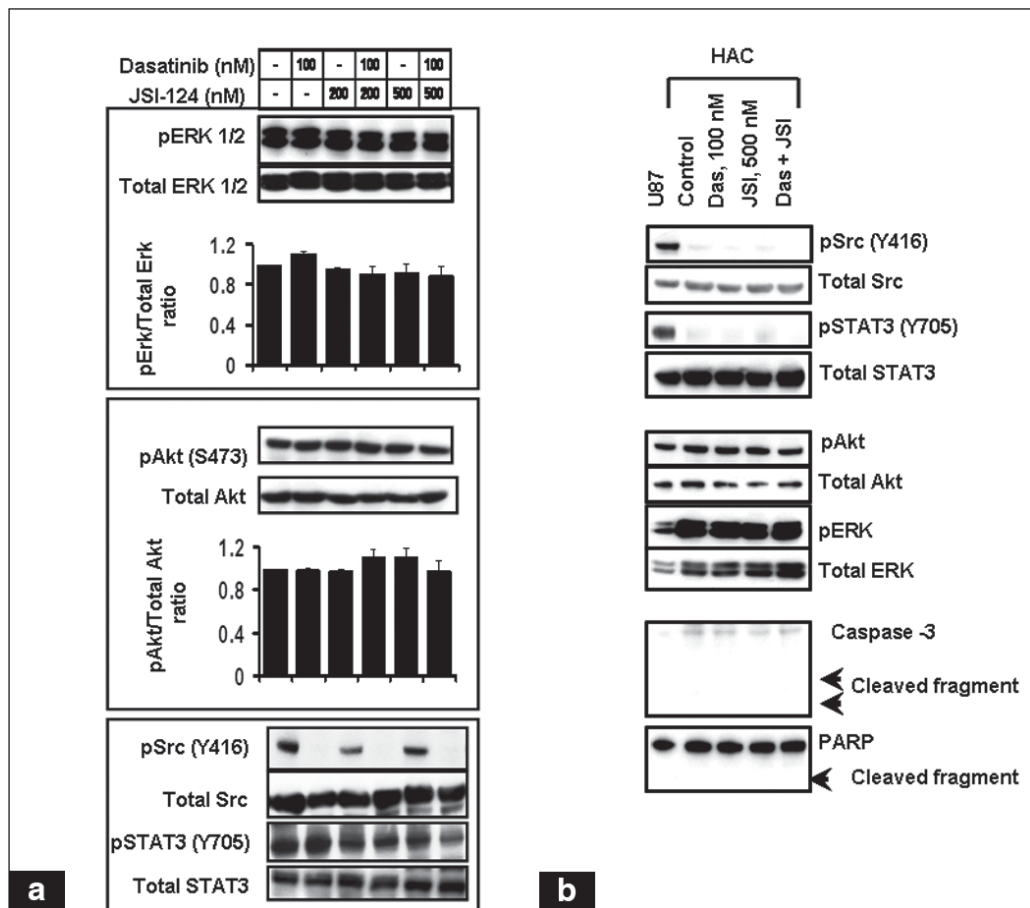 Dasatinib (nM) - 100 - 100 - 100
JSI-124 (nM) - - 200 200 500 500
pERK 1/2
Total ERK 1/2
pErk/Total Erk
ratio
1.2
0.8
0.4
0
pAkt (S473)
Total Akt
pAkt/Total Akt
ratio
1.2
0.8
0.4
0
pSrc (Y416)
Total Src
pSTAT3 (Y705)
Total STAT3
a
HAC
U87
Control
Das, 100 nM
JSI, 500 nM
Das + JSI
pSrc (Y416)
Total Src
pSTAT3 (Y705)
Total STAT3
pAkt
Total Akt
pERK
Total ERK
Caspase -3
Cleaved fragment
PARP
Cleaved fragment
b